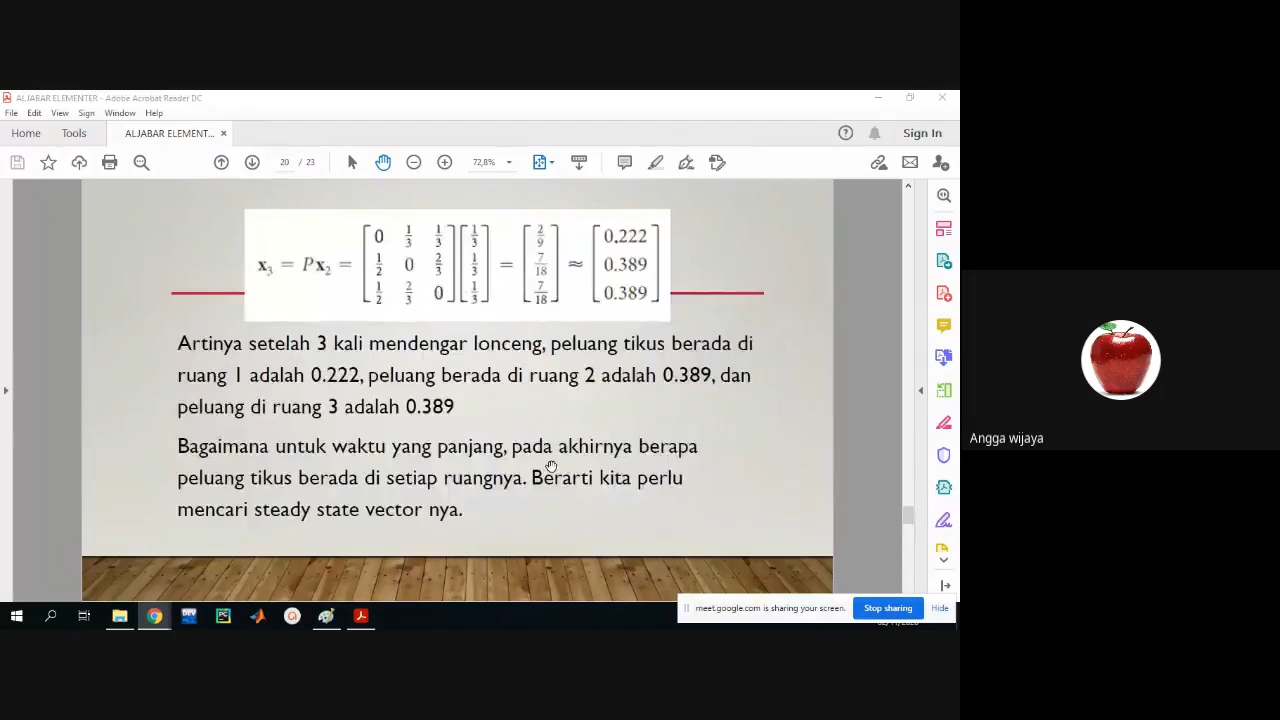 ALJABAR ELEMENTER - Adobe Acrobat Reader DC
File Edit View Sign Window Help
Home Tools ALJABAR ELEMENT... × Sign In
20 / 23 72,8%
x₃ = Px₂ = [0 1/3 1/3; 1/2 0 2/3; 1/2 2/3 0] [1/3; 1/3; 1/3] = [2/9; 7/18; 7/18] ≈ [0.222; 0.389; 0.389]
Artinya setelah 3 kali mendengar lonceng, peluang tikus berada di
ruang 1 adalah 0.222, peluang berada di ruang 2 adalah 0.389, dan
peluang di ruang 3 adalah 0.389
Bagaimana untuk waktu yang panjang, pada akhirnya berapa
peluang tikus berada di setiap ruangnya. Berarti kita perlu
mencari steady state vector nya.
Angga wijaya
meet.google.com is sharing your screen. Stop sharing Hide
DEV
PC